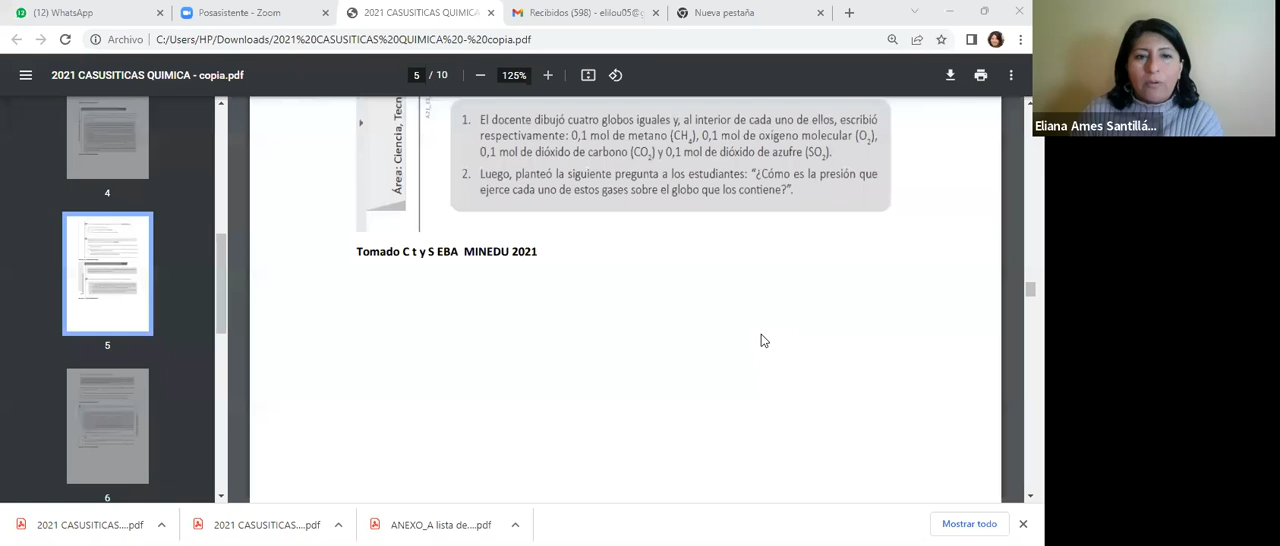 (12) WhatsApp
Posasistente - Zoom
2021 CASUSITICAS QUIMICA
Recibidos (598) - elilou05@g
Nueva pestaña
Archivo C:/Users/HP/Downloads/2021%20CASUSITICAS%20QUIMICA%20-%20copia.pdf
2021 CASUSITICAS QUIMICA - copia.pdf
5 / 10
125%
4
5
6
Área: Ciencia, Tecn
1. El docente dibujó cuatro globos iguales y, al interior de cada uno de ellos, escribió
respectivamente: 0,1 mol de metano (CH4), 0,1 mol de oxígeno molecular (O2),
0,1 mol de dióxido de carbono (CO2) y 0,1 mol de dióxido de azufre (SO2).
2. Luego, planteó la siguiente pregunta a los estudiantes: “¿Cómo es la presión que
ejerce cada uno de estos gases sobre el globo que los contiene?”.
Tomado C t y S EBA MINEDU 2021
Eliana Ames Santillá...
2021 CASUSITICAS....pdf
2021 CASUSITICAS....pdf
ANEXO_A lista de....pdf
Mostrar todo